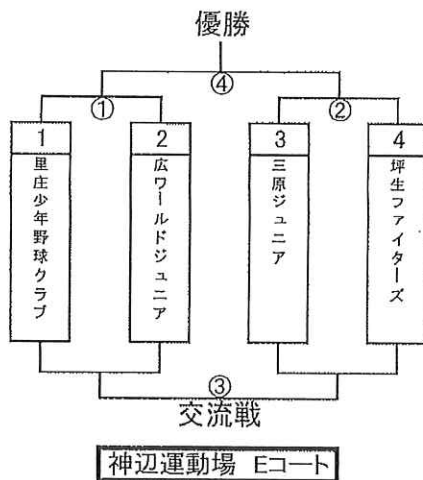 優勝
④
① ②
1 2 3 4
里庄少年野球クラブ
広ワールドジュニア
三原ジュニア
坪生ファイターズ
③
交流戦
神辺運動場 Eコート